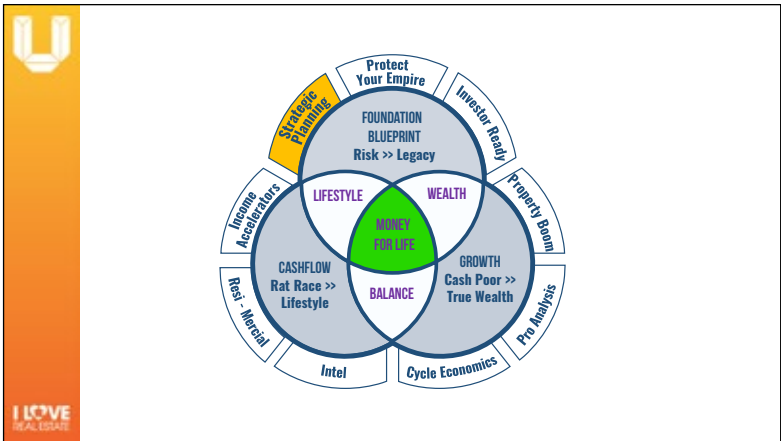 Protect
Your Empire
Strategic
Planning
Investor Ready
FOUNDATION
BLUEPRINT
Risk >> Legacy
Income
Accelerators
LIFESTYLE
WEALTH
Property Boom
MONEY
FOR LIFE
CASHFLOW
Rat Race >>
Lifestyle
GROWTH
Cash Poor >>
True Wealth
BALANCE
Resi - Mercial
Pro Analysis
Intel
Cycle Economics
I LOVE
REAL ESTATE